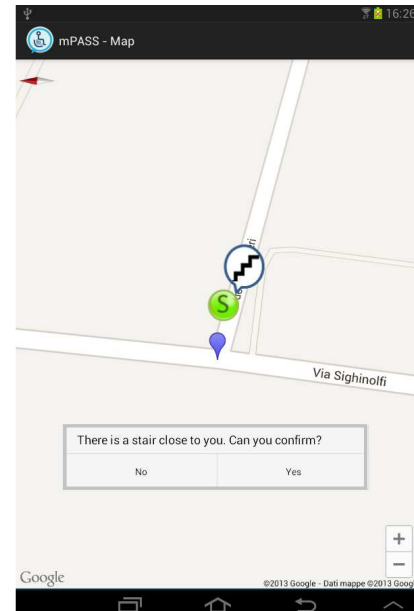 16:26
mPASS - Map
S
Via Sighinolfi
There is a stair close to you. Can you confirm?
No Yes
+
−
Google
©2013 Google - Dati mappe ©2013 Goog